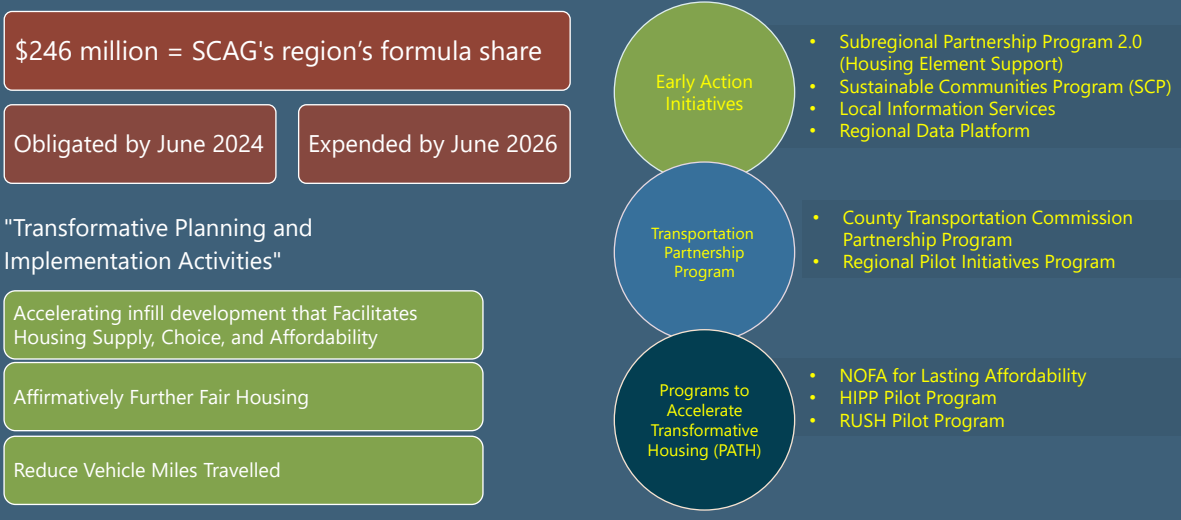 $246 million = SCAG's region’s formula share
Obligated by June 2024
Expended by June 2026
"Transformative Planning and
Implementation Activities"
Accelerating infill development that Facilitates
Housing Supply, Choice, and Affordability
Affirmatively Further Fair Housing
Reduce Vehicle Miles Travelled
Early Action
Initiatives
• Subregional Partnership Program 2.0
(Housing Element Support)
• Sustainable Communities Program (SCP)
• Local Information Services
• Regional Data Platform
Transportation
Partnership
Program
• County Transportation Commission
Partnership Program
• Regional Pilot Initiatives Program
Programs to
Accelerate
Transformative
Housing (PATH)
• NOFA for Lasting Affordability
• HIPP Pilot Program
• RUSH Pilot Program